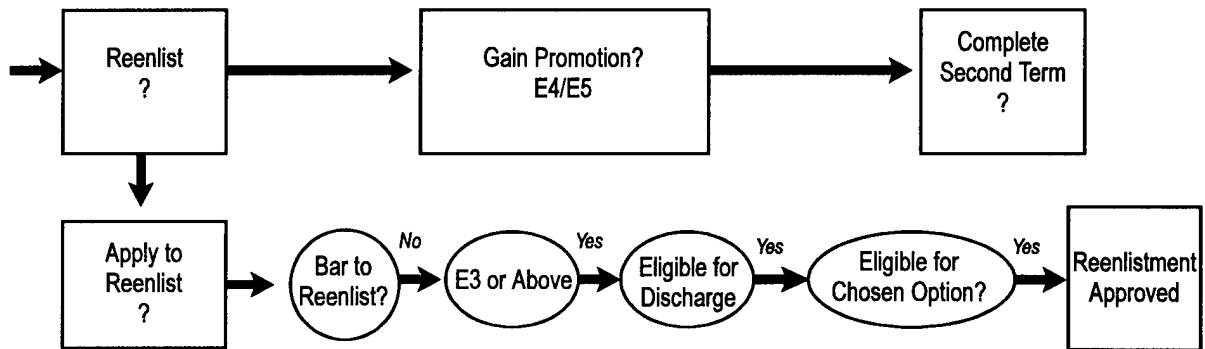 Reenlist
?
Gain Promotion?
E4/E5
Complete
Second Term
?
Apply to
Reenlist
?
Bar to
Reenlist?
No
E3 or Above
Yes
Eligible for
Discharge
Yes
Eligible for
Chosen Option?
Yes
Reenlistment
Approved